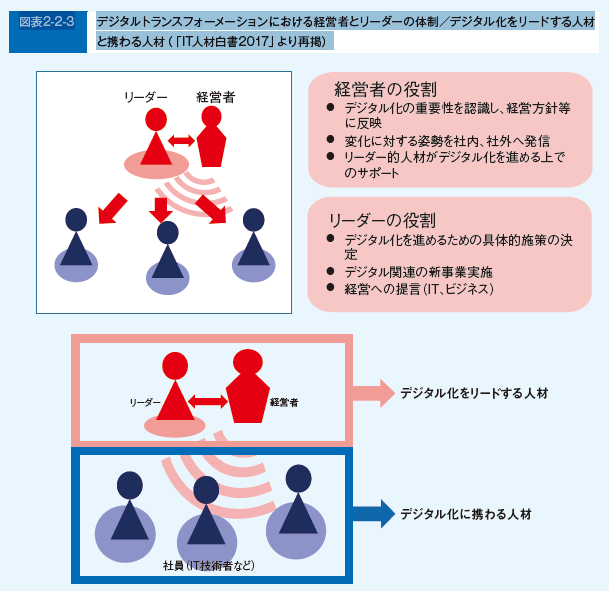 図表2-2-3
デジタルトランスフォーメーションにおける経営者とリーダーの体制／デジタル化をリードする人材
と携わる人材（「IT人材白書2017」より再掲）
リーダー
経営者
経営者の役割
● デジタル化の重要性を認識し、経営方針等
に反映
● 変化に対する姿勢を社内、社外へ発信
● リーダー的人材がデジタル化を進める上で
のサポート
リーダーの役割
● デジタル化を進めるための具体的施策の決
定
● デジタル関連の新事業実施
● 経営への提言（IT、ビジネス）
リーダー
経営者
デジタル化をリードする人材
デジタル化に携わる人材
社員（IT技術者など）